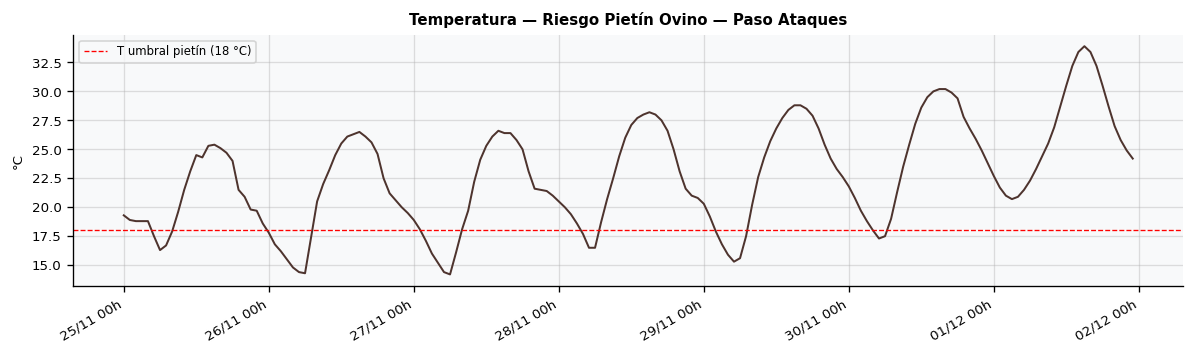 Temperatura — Riesgo Pietín Ovino — Paso Ataques
T umbral pietín (18 °C)
°C
32.5
30.0
27.5
25.0
22.5
20.0
17.5
15.0
25/11 00h
26/11 00h
27/11 00h
28/11 00h
29/11 00h
30/11 00h
01/12 00h
02/12 00h